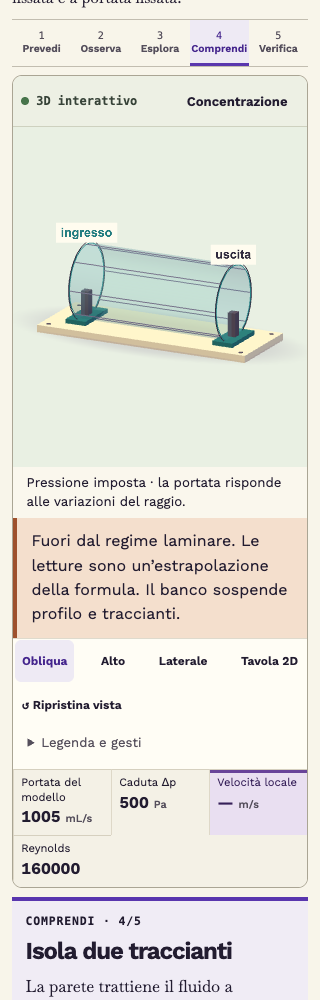 1
Prevedi
2
Osserva
3
Esplora
4
Comprendi
5
Verifica
3D interattivo
Concentrazione
ingresso
uscita
Pressione imposta · la portata risponde
alle variazioni del raggio.
Fuori dal regime laminare. Le
letture sono un’estrapolazione
della formula. Il banco sospende
profilo e traccianti.
Obliqua
Alto
Laterale
Tavola 2D
↺ Ripristina vista
▶ Legenda e gesti
Portata del
modello
1005 mL/s
Caduta Δp
500 Pa
Velocità locale
— m/s
Reynolds
160000
COMPRENDI · 4/5
Isola due traccianti
La parete trattiene il fluido a